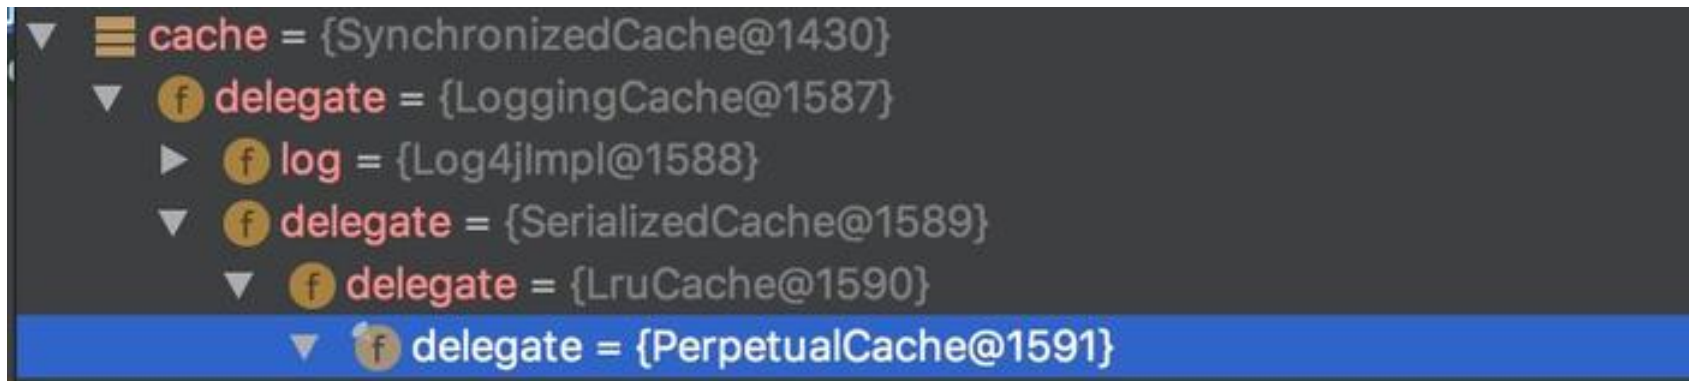 cache = {SynchronizedCache@1430}
f delegate = {LoggingCache@1587}
f log = {Log4jImpl@1588}
f delegate = {SerializedCache@1589}
f delegate = {LruCache@1590}
f delegate = {PerpetualCache@1591}